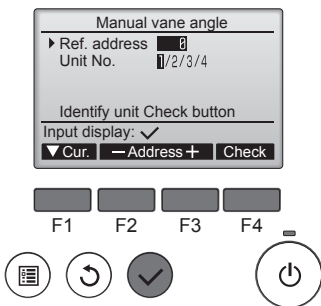 Manual vane angle
Ref. address 0
Unit No. 1/2/3/4
Identify unit Check button
Input display: ✓
▼Cur. −Address+ Check
F1 F2 F3 F4